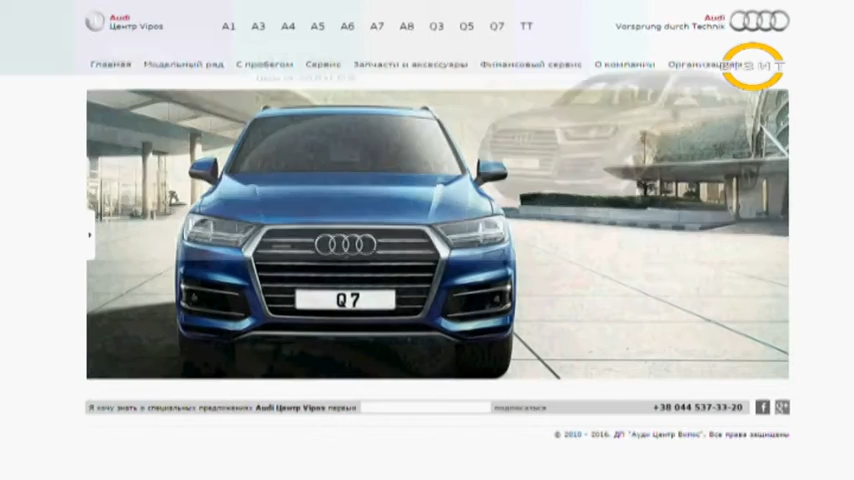 Audi
Центр Vipos
A1 A3 A4 A5 A6 A7 A8 Q3 Q5 Q7 TT
Audi
Vorsprung durch Technik
Главная Модельный ряд С пробегом Сервис Запчасти и аксессуары Финансовый сервис О компании
ВІЗИТ
Q7
Я хочу знать о специальных предложениях Audi Центр Vipos первым
подписаться
+38 044 537-33-20
© 2010 - 2016. ДП "Ауди Центр Випос". Все права защищены